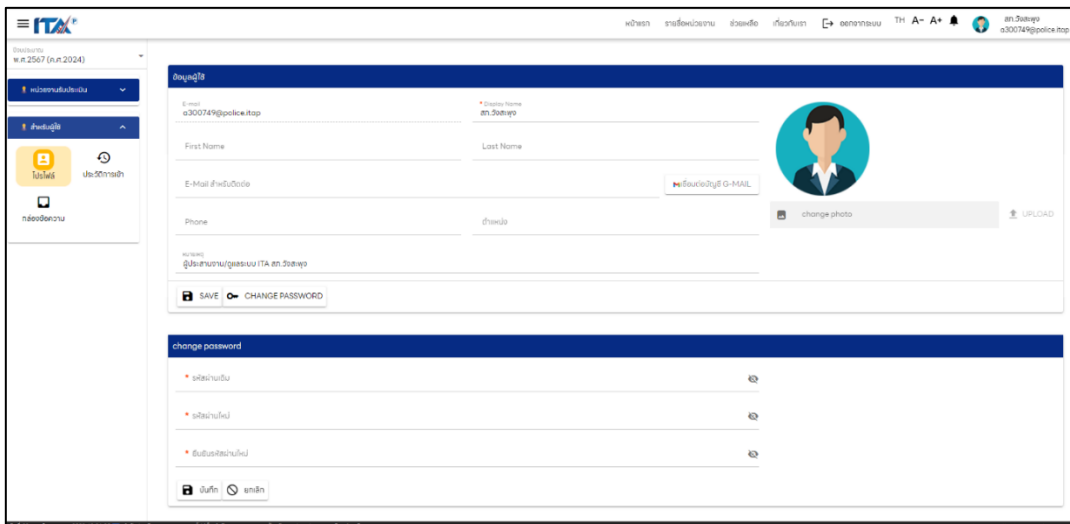 ITAP
หน้าแรก รายชื่อหน่วยงาน ช่วยเหลือ เกี่ยวกับเรา ออกจากระบบ TH A- A+ สภ.วังสะพุง
a300749@police.itap
ปีงบประมาณ
พ.ศ.2567 (ค.ศ.2024)
หน่วยงานรับประเมิน
สำหรับผู้ใช้
โปรไฟล์ ประวัติการเข้า
กล่องข้อความ
ข้อมูลผู้ใช้
E-mail * Display Name
a300749@police.itap สภ.วังสะพุง
First Name Last Name
E-Mail สำหรับติดต่อ เชื่อมต่อบัญชี G-MAIL
Phone ตำแหน่ง
change photo UPLOAD
หมายเหตุ
ผู้ประสานงาน/ดูแลระบบ ITA สภ.วังสะพุง
SAVE CHANGE PASSWORD
change password
* รหัสผ่านเดิม
* รหัสผ่านใหม่
* ยืนยันรหัสผ่านใหม่
บันทึก ยกเลิก